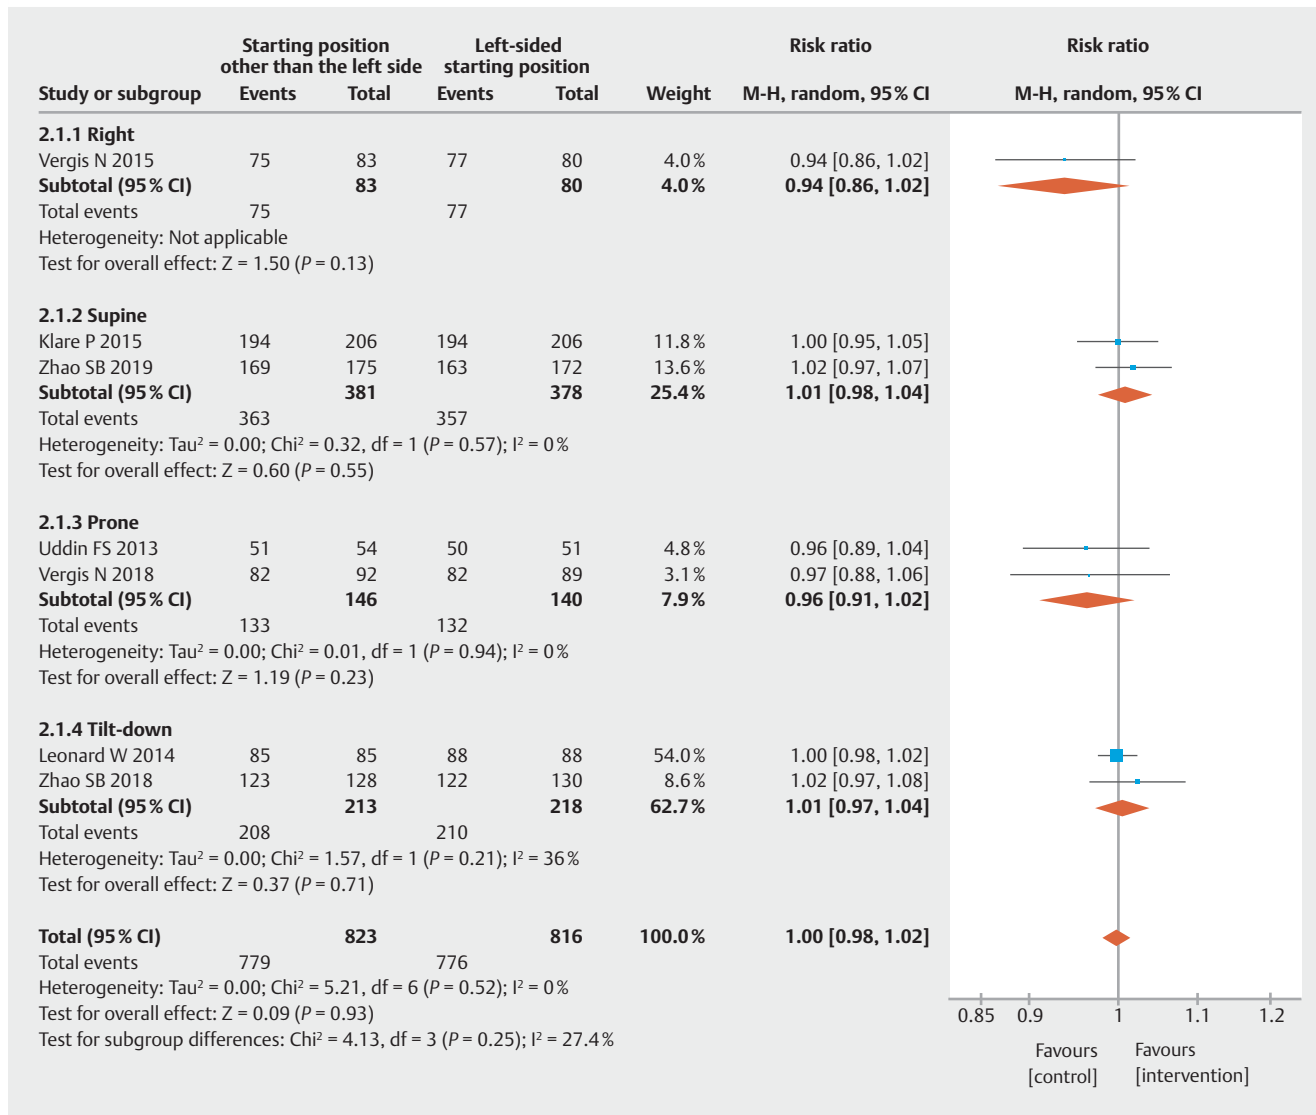 Starting position other than the left side Left-sided starting position Risk ratio Risk ratio
Study or subgroup Events Total Events Total Weight M-H, random, 95 % CI M-H, random, 95 % CI
2.1.1 Right
Vergis N 2015 75 83 77 80 4.0 % 0.94 [0.86, 1.02]
Subtotal (95 % CI) 83 80 4.0 % 0.94 [0.86, 1.02]
Total events 75 77
Heterogeneity: Not applicable
Test for overall effect: Z = 1.50 (P = 0.13)
2.1.2 Supine
Klare P 2015 194 206 194 206 11.8 % 1.00 [0.95, 1.05]
Zhao SB 2019 169 175 163 172 13.6 % 1.02 [0.97, 1.07]
Subtotal (95 % CI) 381 378 25.4 % 1.01 [0.98, 1.04]
Total events 363 357
Heterogeneity: Tau² = 0.00; Chi² = 0.32, df = 1 (P = 0.57); I² = 0 %
Test for overall effect: Z = 0.60 (P = 0.55)
2.1.3 Prone
Uddin FS 2013 51 54 50 51 4.8 % 0.96 [0.89, 1.04]
Vergis N 2018 82 92 82 89 3.1 % 0.97 [0.88, 1.06]
Subtotal (95 % CI) 146 140 7.9 % 0.96 [0.91, 1.02]
Total events 133 132
Heterogeneity: Tau² = 0.00; Chi² = 0.01, df = 1 (P = 0.94); I² = 0 %
Test for overall effect: Z = 1.19 (P = 0.23)
2.1.4 Tilt-down
Leonard W 2014 85 85 88 88 54.0 % 1.00 [0.98, 1.02]
Zhao SB 2018 123 128 122 130 8.6 % 1.02 [0.97, 1.08]
Subtotal (95 % CI) 213 218 62.7 % 1.01 [0.97, 1.04]
Total events 208 210
Heterogeneity: Tau² = 0.00; Chi² = 1.57, df = 1 (P = 0.21); I² = 36 %
Test for overall effect: Z = 0.37 (P = 0.71)
Total (95 % CI) 823 816 100.0 % 1.00 [0.98, 1.02]
Total events 779 776
Heterogeneity: Tau² = 0.00; Chi² = 5.21, df = 6 (P = 0.52); I² = 0 %
Test for overall effect: Z = 0.09 (P = 0.93)
Test for subgroup differences: Chi² = 4.13, df = 3 (P = 0.25); I² = 27.4 %
0.85 0.9 1 1.1 1.2
Favours [control] Favours [intervention]